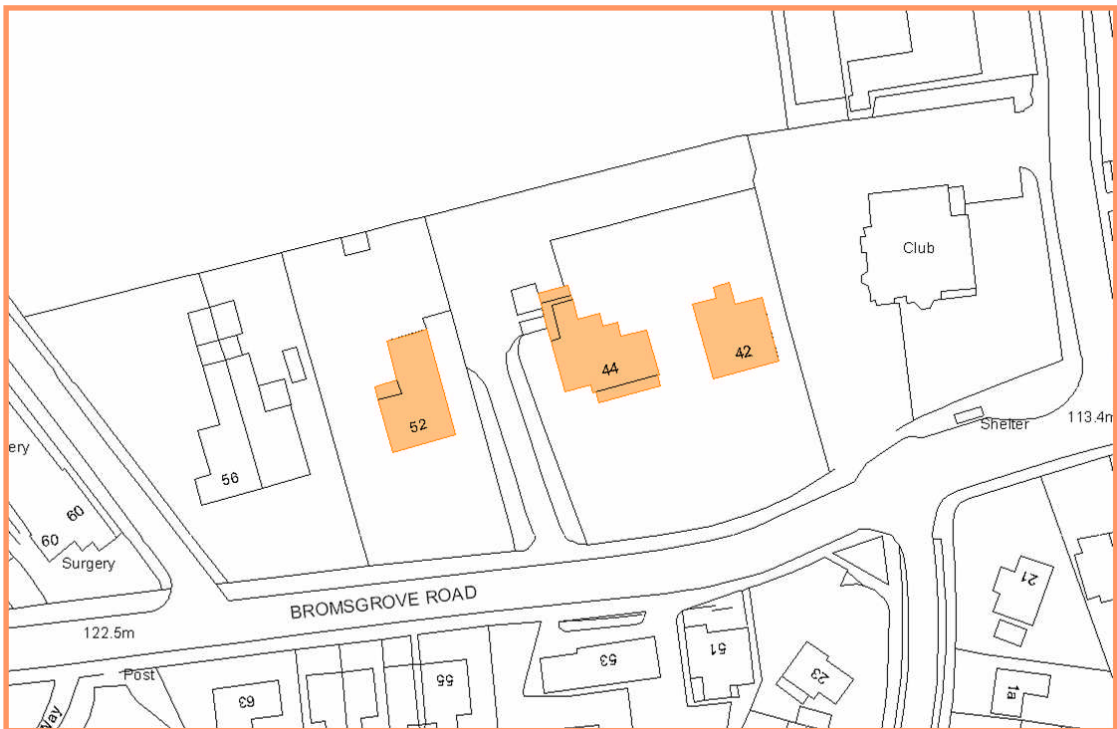 Club
42
44
Shelter
113.4m
52
ery
56
60
60
Surgery
BROMSGROVE ROAD
21
122.5m
51
53
23
Post
55
1a
63
Way